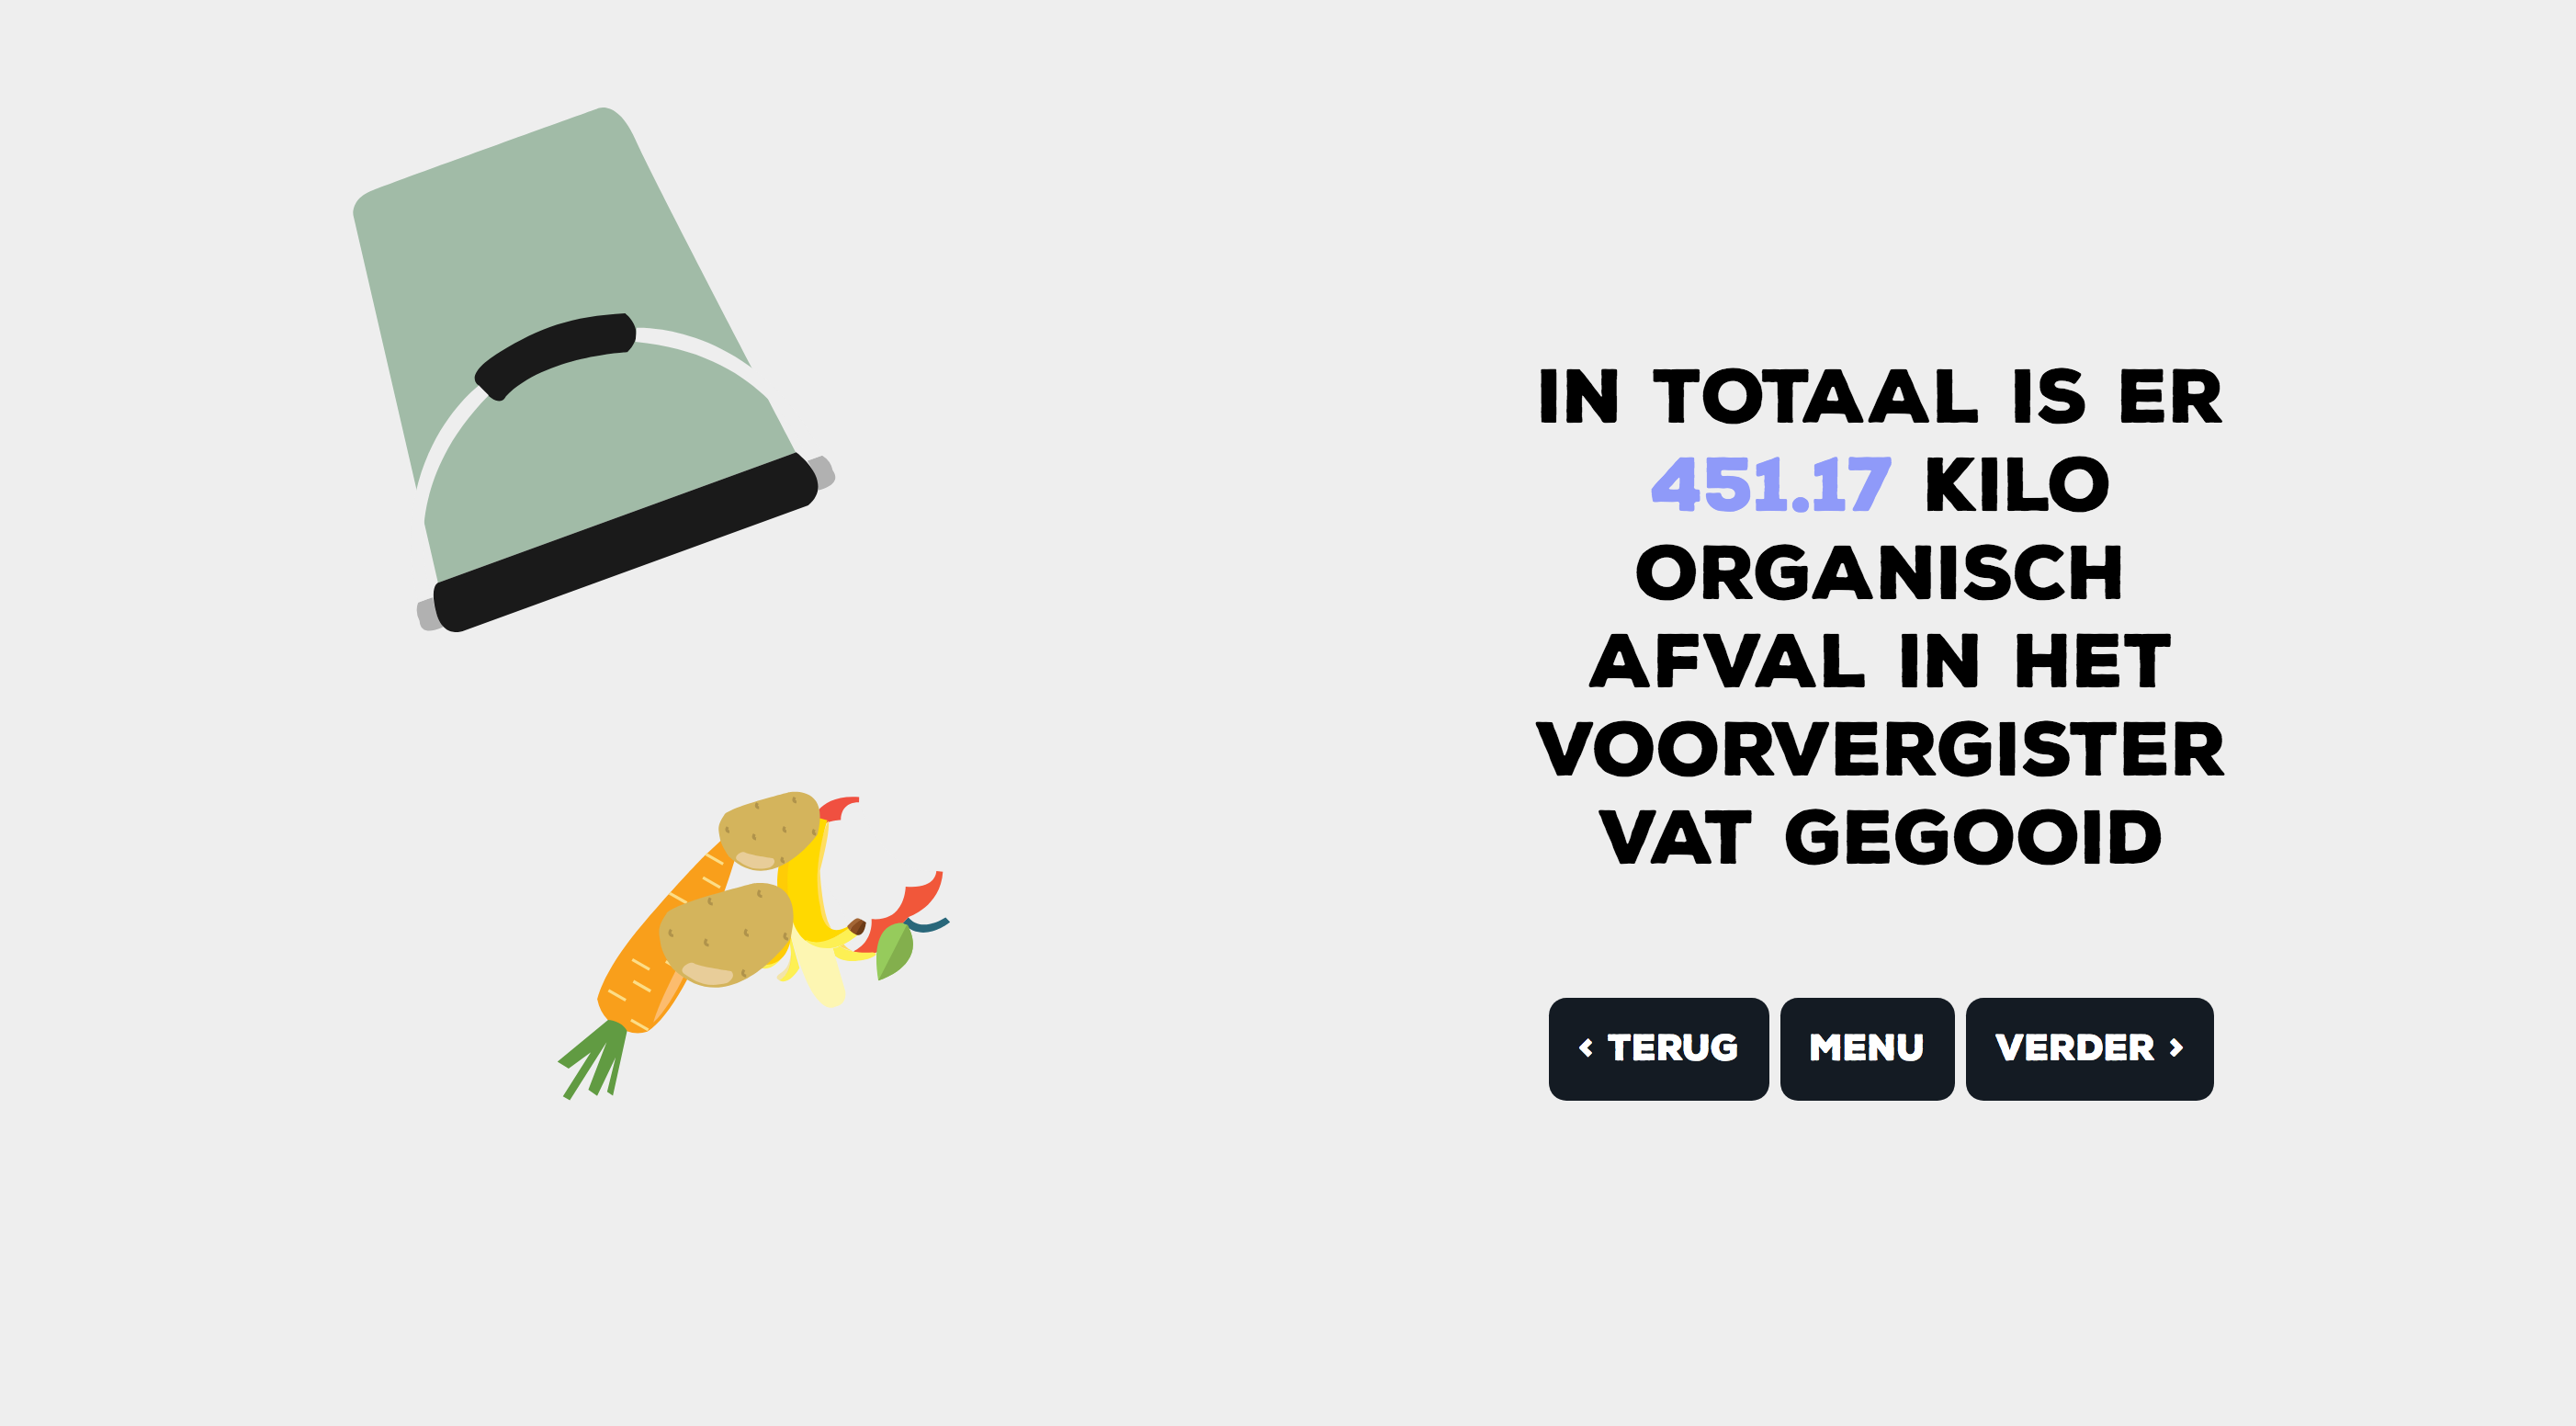 IN TOTAAL IS ER
451.17 KILO
ORGANISCH
AFVAL IN HET
VOORVERGISTER
VAT GEGOOID
‹ TERUG
MENU
VERDER ›